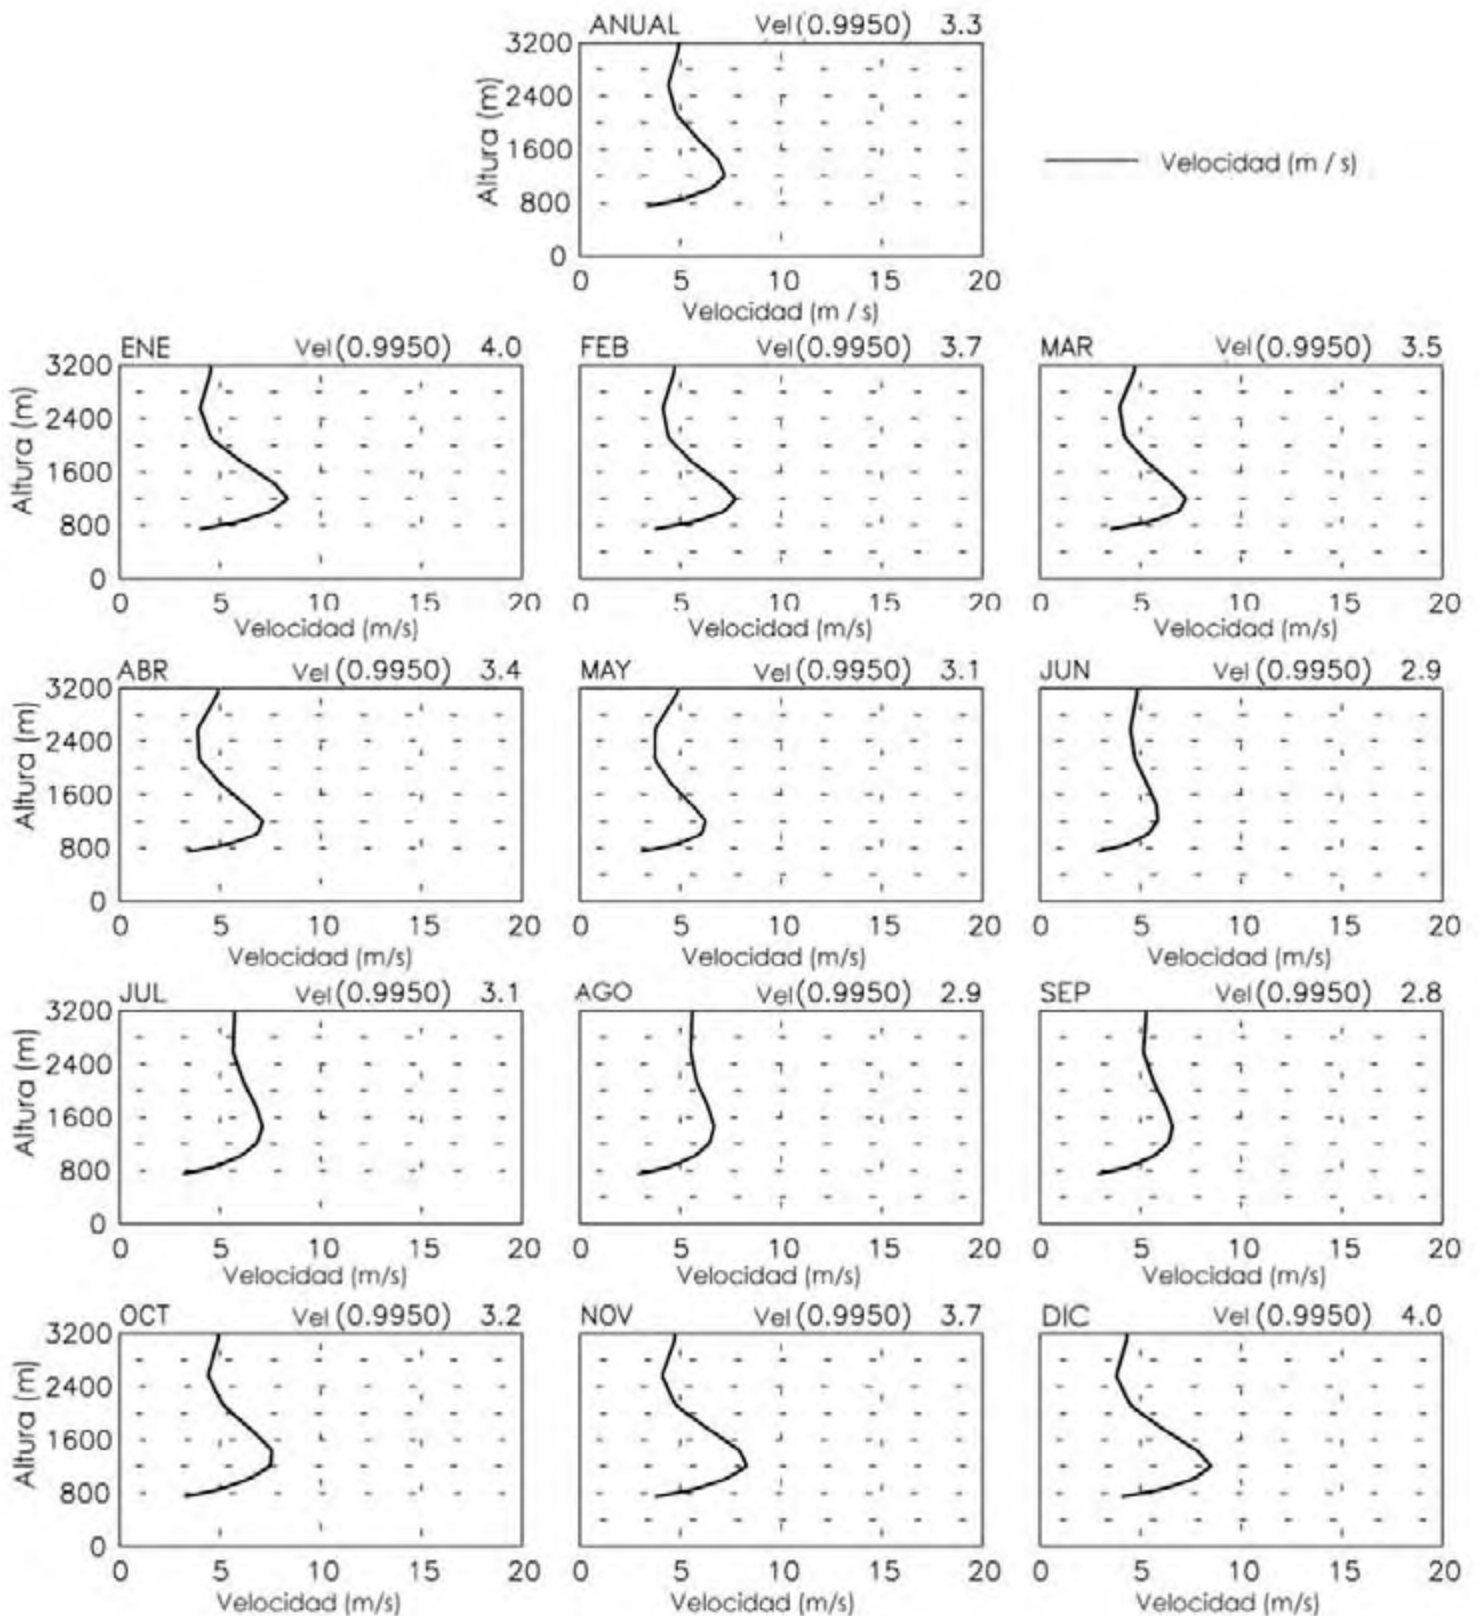 ANUAL Vel(0.9950) 3.3
3200
2400
1600
800
0
Altura (m)
0 5 10 15 20
Velocidad (m / s)
Velocidad (m / s)
ENE Vel(0.9950) 4.0
3200
2400
1600
800
0
Altura (m)
0 5 10 15 20
Velocidad (m/s)
FEB Vel(0.9950) 3.7
0 5 10 15 20
Velocidad (m/s)
MAR Vel(0.9950) 3.5
0 5 10 15 20
Velocidad (m/s)
ABR Vel(0.9950) 3.4
3200
2400
1600
800
0
Altura (m)
0 5 10 15 20
Velocidad (m/s)
MAY Vel(0.9950) 3.1
0 5 10 15 20
Velocidad (m/s)
JUN Vel(0.9950) 2.9
0 5 10 15 20
Velocidad (m/s)
JUL Vel(0.9950) 3.1
3200
2400
1600
800
0
Altura (m)
0 5 10 15 20
Velocidad (m/s)
AGO Vel(0.9950) 2.9
0 5 10 15 20
Velocidad (m/s)
SEP Vel(0.9950) 2.8
0 5 10 15 20
Velocidad (m/s)
OCT Vel(0.9950) 3.2
3200
2400
1600
800
0
Altura (m)
0 5 10 15 20
Velocidad (m/s)
NOV Vel(0.9950) 3.7
0 5 10 15 20
Velocidad (m/s)
DIC Vel(0.9950) 4.0
0 5 10 15 20
Velocidad (m/s)